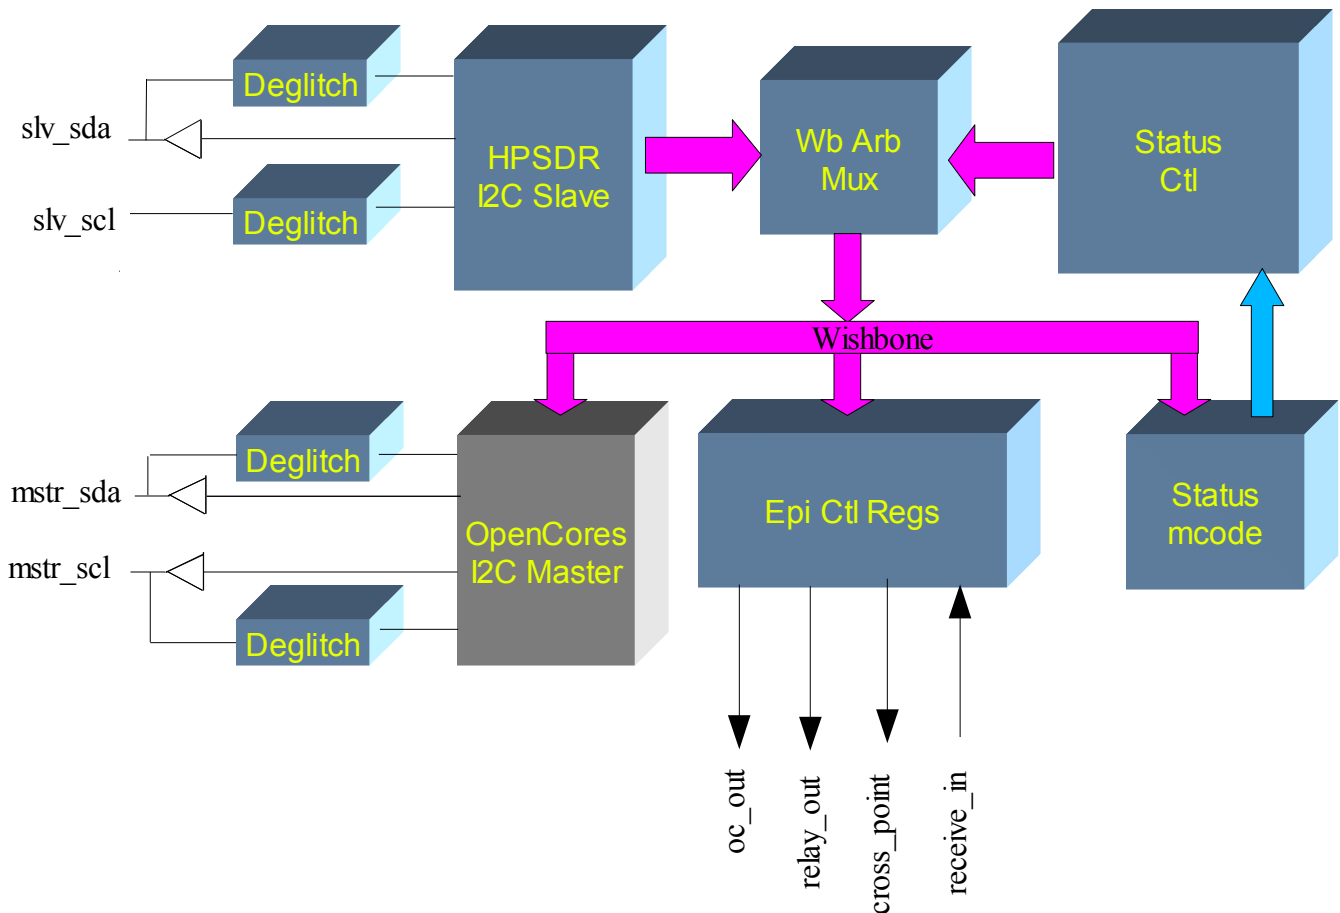 Deglitch
slv_sda
HPSDR
I2C Slave
Wb Arb
Mux
Status
Ctl
slv_scl
Deglitch
Wishbone
Deglitch
mstr_sda
OpenCores
I2C Master
Epi Ctl Regs
Status
mcode
mstr_scl
Deglitch
oc_out
relay_out
cross_point
receive_in